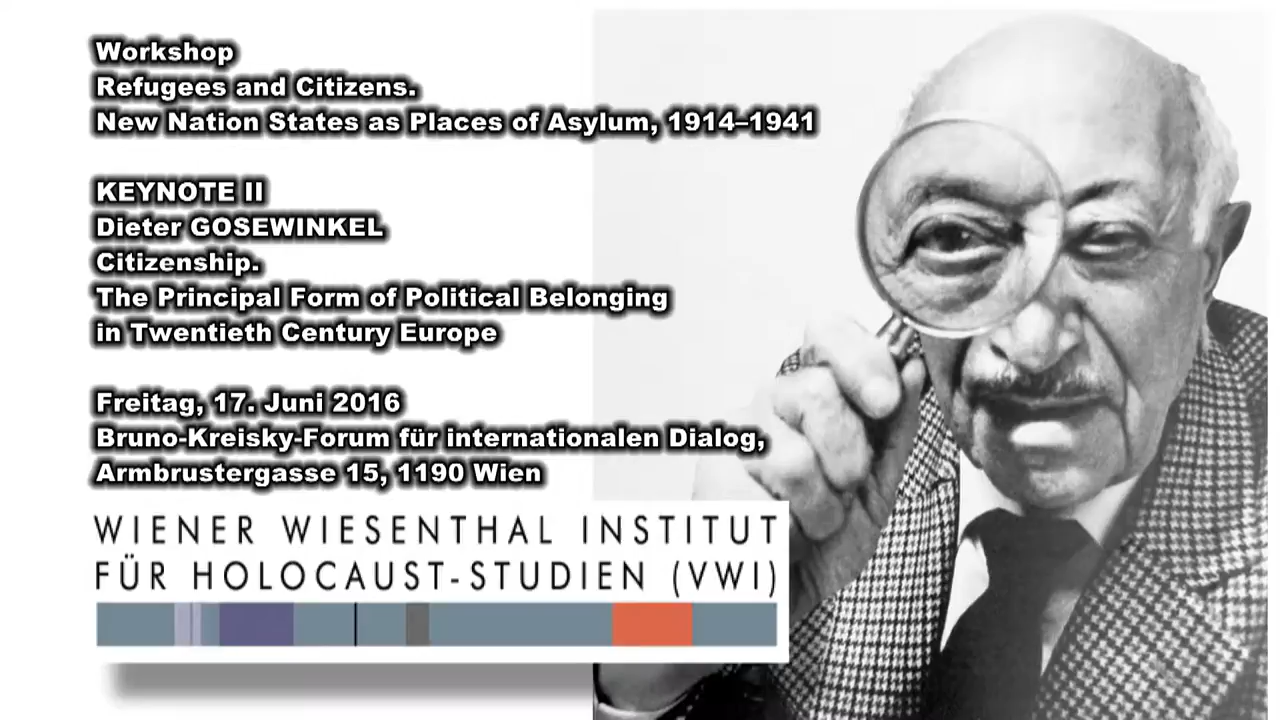 Workshop
Refugees and Citizens.
New Nation States as Places of Asylum, 1914–1941
KEYNOTE II
Dieter GOSEWINKEL
Citizenship.
The Principal Form of Political Belonging
in Twentieth Century Europe
Freitag, 17. Juni 2016
Bruno-Kreisky-Forum für internationalen Dialog,
Armbrustergasse 15, 1190 Wien
WIENER WIESENTHAL INSTITUT
FÜR HOLOCAUST-STUDIEN (VWI)